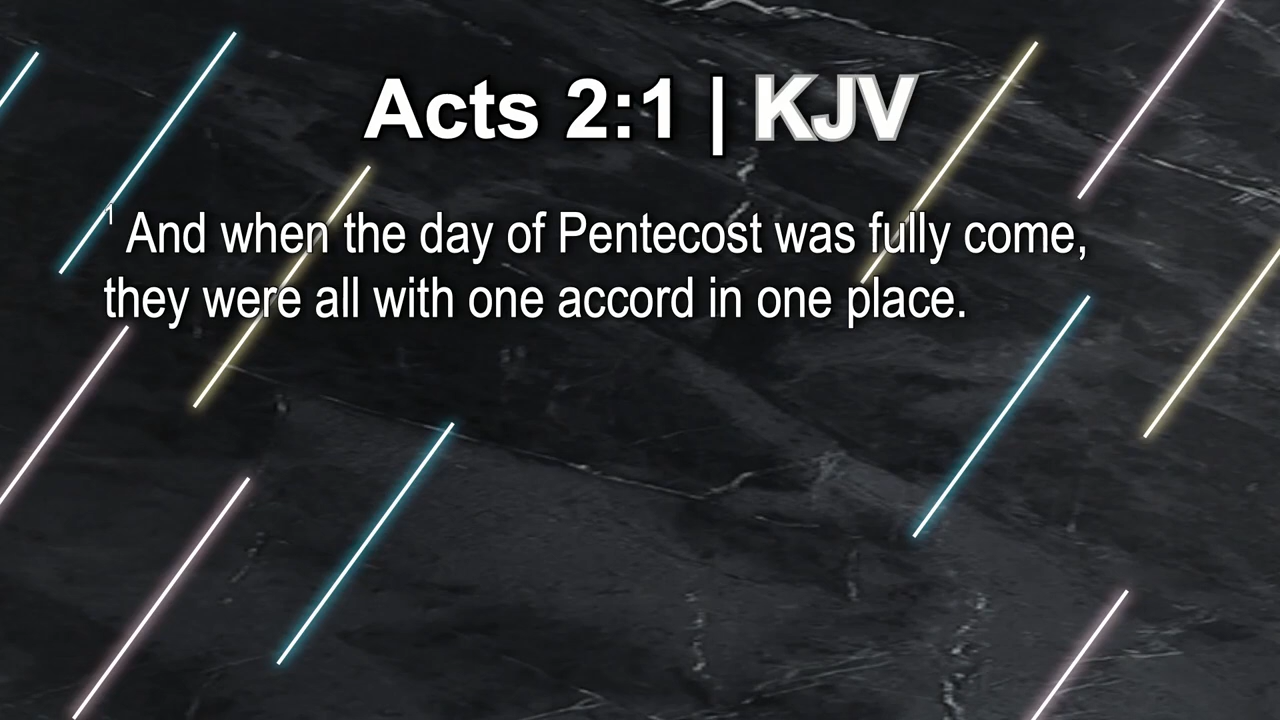 Acts 2:1 | KJV
1 And when the day of Pentecost was fully come,
they were all with one accord in one place.